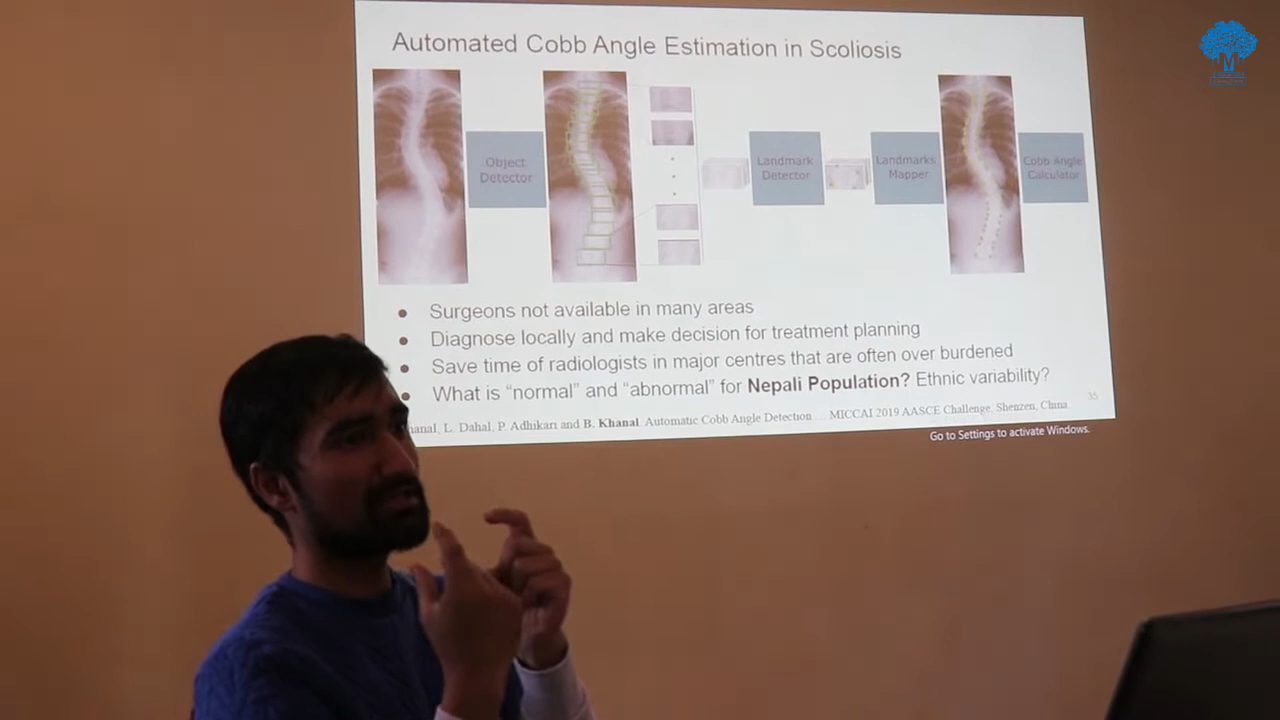 Automated Cobb Angle Estimation in Scoliosis
Object
Detector
Landmark
Detector
Landmarks
Mapper
Cobb Angle
Calculator
• Surgeons not available in many areas
• Diagnose locally and make decision for treatment planning
• Save time of radiologists in major centres that are often over burdened
• What is “normal” and “abnormal” for Nepali Population? Ethnic variability?
L. Dahal, P. Adhikari and B. Khanal. Automatic Cobb Angle Detection ... MICCAI 2019 AASCE Challenge, Shenzen, China
35
Go to Settings to activate Windows.